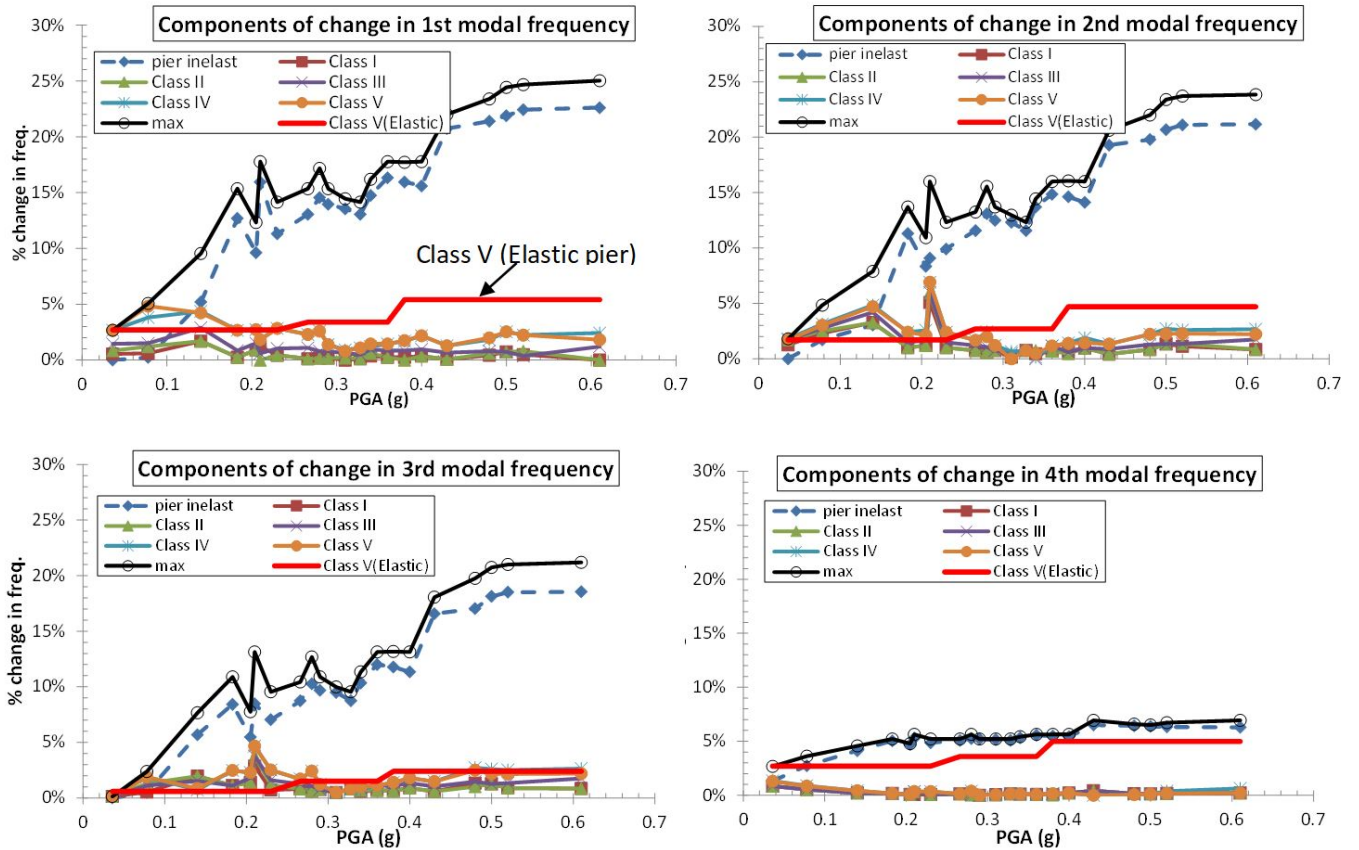 Components of change in 1st modal frequency
pier inelast Class I
Class II Class III
Class IV Class V
max Class V(Elastic)
30%
25%
20%
15%
10%
5%
0%
% change in freq.
Class V (Elastic pier)
0 0.1 0.2 0.3 0.4 0.5 0.6 0.7
PGA (g)
Components of change in 2nd modal frequency
pier inelast Class I
Class II Class III
Class IV Class V
max Class V(Elastic)
30%
25%
20%
15%
10%
5%
0%
0 0.1 0.2 0.3 0.4 0.5 0.6 0.7
PGA (g)
Components of change in 3rd modal frequency
pier inelast Class I
Class II Class III
Class IV Class V
max Class V(Elastic)
30%
25%
20%
15%
10%
5%
0%
% change in freq.
0 0.1 0.2 0.3 0.4 0.5 0.6 0.7
PGA (g)
Components of change in 4th modal frequency
pier inelast Class I
Class II Class III
Class IV Class V
max Class V(Elastic)
30%
25%
20%
15%
10%
5%
0%
0 0.1 0.2 0.3 0.4 0.5 0.6 0.7
PGA (g)